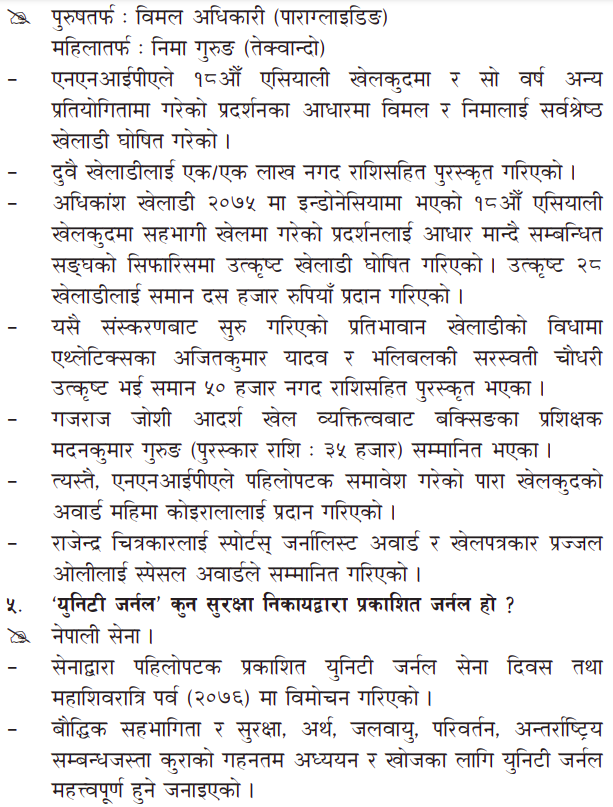 पुरुषतर्फ : विमल अधिकारी (पाराग्लाइडिङ)
महिलातर्फ : निमा गुरुङ (तेक्वान्दो)
– एनएनआईपीएले १८औँ एसियाली खेलकुदमा र सो वर्ष अन्य
प्रतियोगितामा गरेको प्रदर्शनका आधारमा विमल र निमालाई सर्वश्रेष्ठ
खेलाडी घोषित गरेको ।
– दुवै खेलाडीलाई एक/एक लाख नगद राशिसहित पुरस्कृत गरिएको ।
– अधिकांश खेलाडी २०७५ मा इन्डोनेसियामा भएको १८औँ एसियाली
खेलकुदमा सहभागी खेलमा गरेको प्रदर्शनलाई आधार मान्दै सम्बन्धित
सङ्घको सिफारिसमा उत्कृष्ट खेलाडी घोषित गरिएको । उत्कृष्ट २८
खेलाडीलाई समान दस हजार रुपियाँ प्रदान गरिएको ।
– यसै संस्करणबाट सुरु गरिएको प्रतिभावान खेलाडीको विधामा
एथ्लेटिक्सका अजितकुमार यादव र भलिबलकी सरस्वती चौधरी
उत्कृष्ट भई समान ५० हजार नगद राशिसहित पुरस्कृत भएका ।
– गजराज जोशी आदर्श खेल व्यक्तित्वबाट बक्सिङका प्रशिक्षक
मदनकुमार गुरुङ (पुरस्कार राशि : ३५ हजार) सम्मानित भएका ।
– त्यस्तै, एनएनआईपीएले पहिलोपटक समावेश गरेको पारा खेलकुदको
अवार्ड महिमा कोइरालालाई प्रदान गरिएको ।
– राजेन्द्र चित्रकारलाई स्पोर्टस् जर्नालिस्ट अवार्ड र खेलपत्रकार प्रज्जल
ओलीलाई स्पेसल अवार्डले सम्मानित गरिएको ।
५. ‘युनिटी जर्नल’ कुन सुरक्षा निकायद्वारा प्रकाशित जर्नल हो ?
नेपाली सेना ।
– सेनाद्वारा पहिलोपटक प्रकाशित युनिटी जर्नल सेना दिवस तथा
महाशिवरात्रि पर्व (२०७६) मा विमोचन गरिएको ।
– बौद्धिक सहभागिता र सुरक्षा, अर्थ, जलवायु, परिवर्तन, अन्तर्राष्ट्रिय
सम्बन्धजस्ता कुराको गहनतम अध्ययन र खोजका लागि युनिटी जर्नल
महत्त्वपूर्ण हुने जनाइएको ।